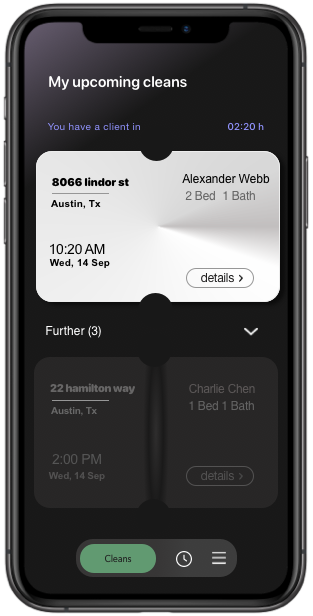 My upcoming cleans
You have a client in 02:20 h
8066 lindor st
Austin, Tx
Alexander Webb
2 Bed 1 Bath
10:20 AM
Wed, 14 Sep
details ›
Further (3)
22 hamilton way
Austin, Tx
Charlie Chen
1 Bed 1 Bath
2:00 PM
Wed, 14 Sep
details ›
Cleans